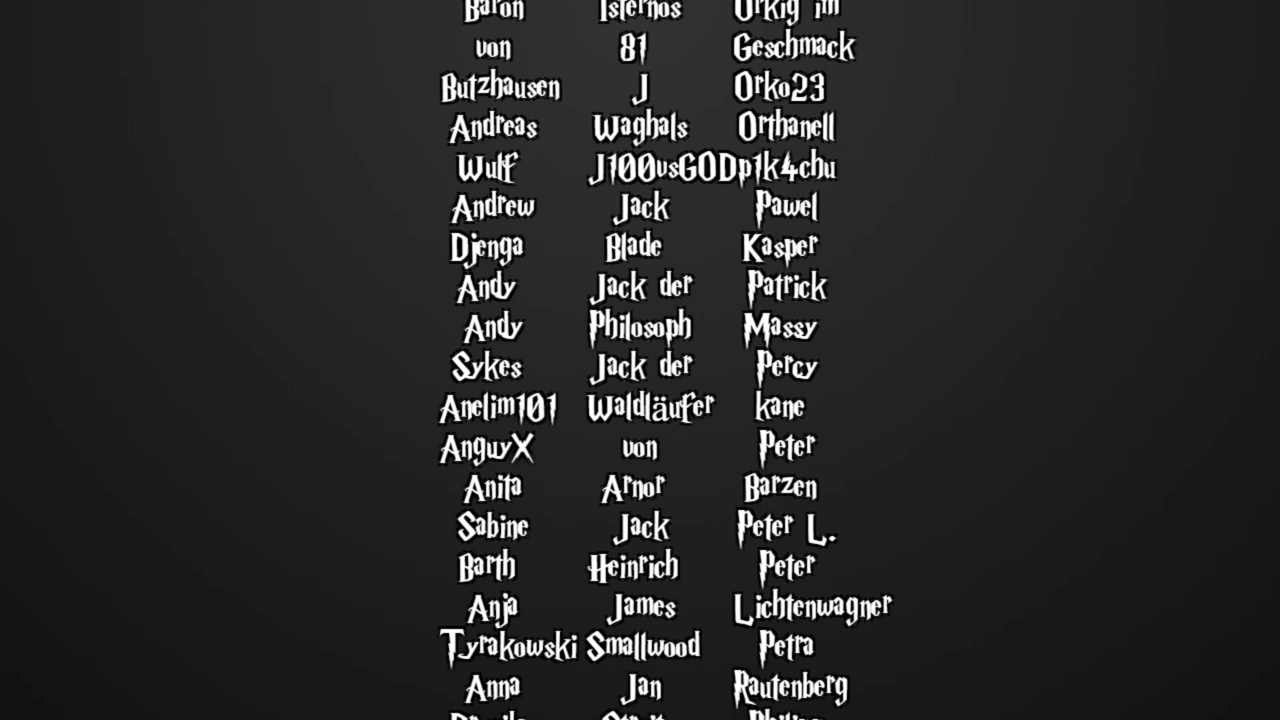 Baron
von
Butzhausen
Andreas
Wulf
Andrew
Djenga
Andy
Andy
Sykes
Anelim101
AnguyX
Anita
Sabine
Barth
Anja
Tyrakowski
Anna
Isternos
81
J
Waghals
J100vsGOD
Jack
Blade
Jack der
Philosoph
Jack der
Waldläufer
von
Arnor
Jack
Heinrich
James
Smallwood
Jan
Orkig im
Geschmack
Orko23
Orthanell
p1k4chu
Pawel
Kasper
Patrick
Massy
Percy
kane
Peter
Barzen
Peter L.
Peter
Lichtenwagner
Petra
Rautenberg